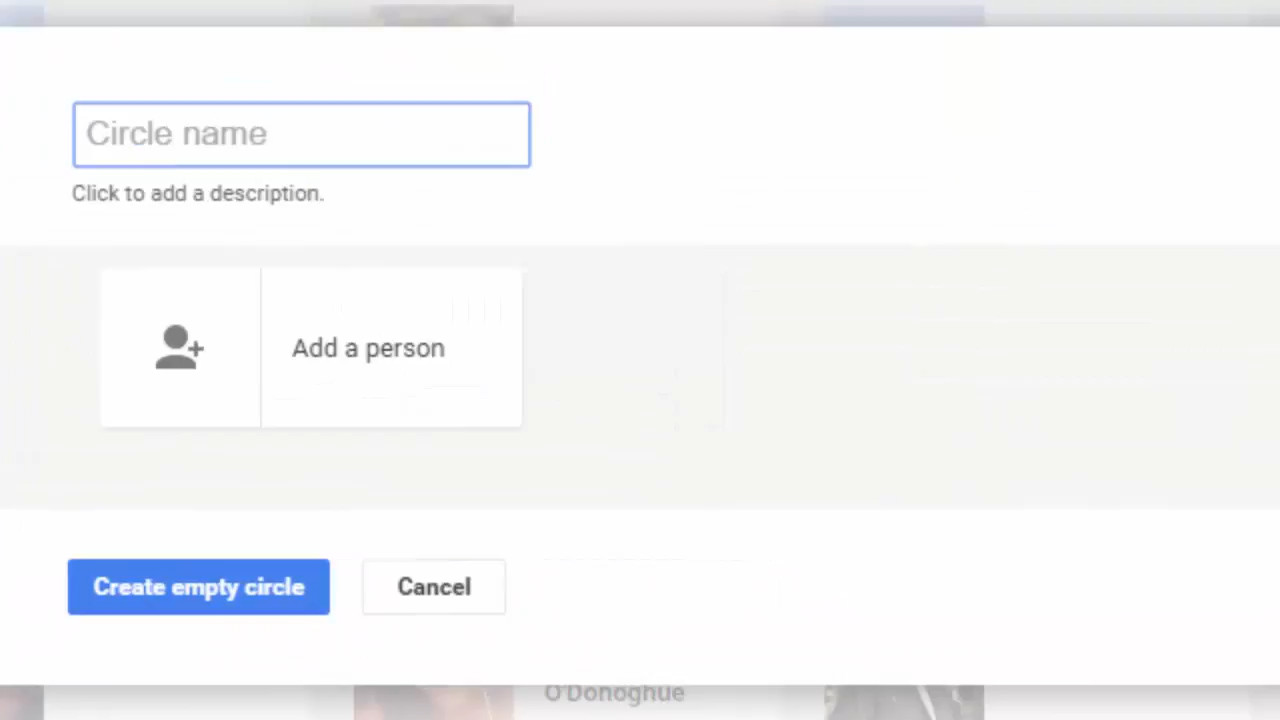 Circle name
Click to add a description.
Add a person
Create empty circle
Cancel
O'Donoghue